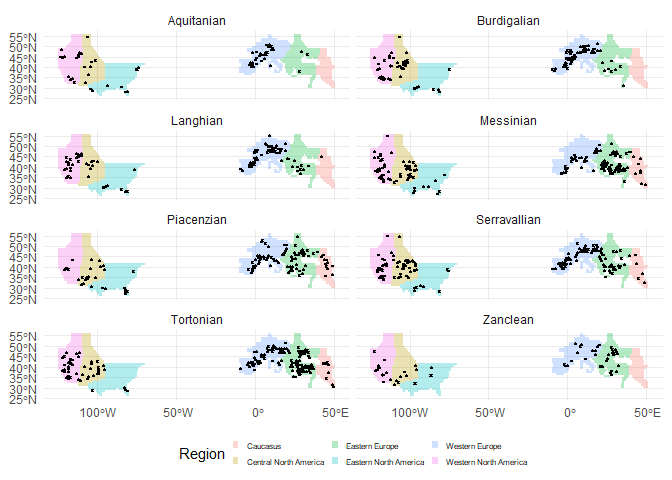 Aquitanian Burdigalian
55°N
50°N
45°N
40°N
35°N
30°N
25°N
Langhian Messinian
55°N
50°N
45°N
40°N
35°N
30°N
25°N
Piacenzian Serravallian
55°N
50°N
45°N
40°N
35°N
30°N
25°N
Tortonian Zanclean
55°N
50°N
45°N
40°N
35°N
30°N
25°N
100°W 50°W 0° 50°E 100°W 50°W 0° 50°E
Region
Caucasus Eastern Europe Western Europe
Central North America Eastern North America Western North America